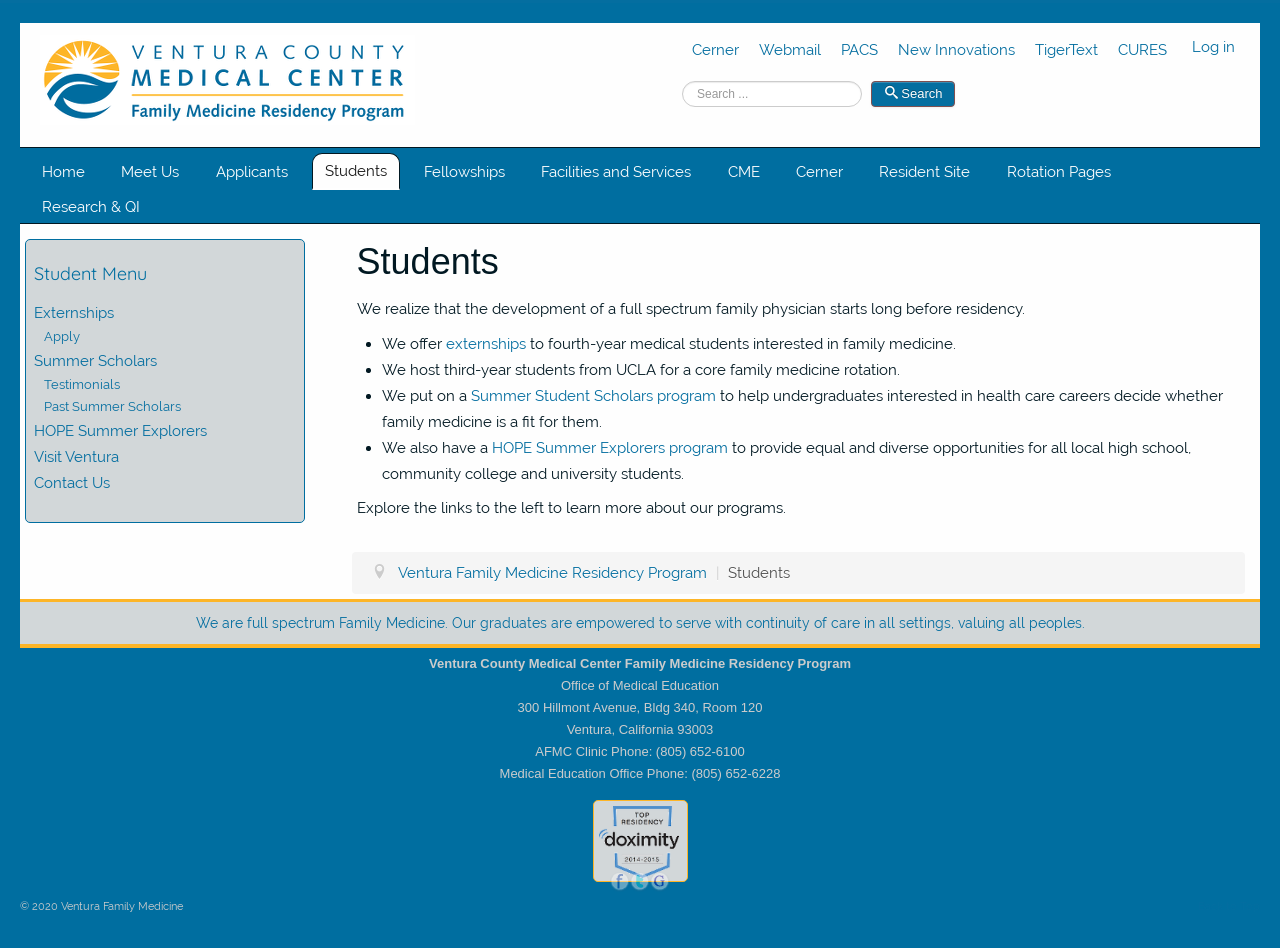 VENTURA COUNTY
MEDICAL CENTER
Family Medicine Residency Program
Cerner Webmail PACS New Innovations TigerText CURES Log in
Search ... Search
Home Meet Us Applicants Students Fellowships Facilities and Services CME Cerner Resident Site Rotation Pages
Research & QI
Student Menu
Externships
Apply
Summer Scholars
Testimonials
Past Summer Scholars
HOPE Summer Explorers
Visit Ventura
Contact Us
Students
We realize that the development of a full spectrum family physician starts long before residency.
We offer externships to fourth-year medical students interested in family medicine.
We host third-year students from UCLA for a core family medicine rotation.
We put on a Summer Student Scholars program to help undergraduates interested in health care careers decide whether
family medicine is a fit for them.
We also have a HOPE Summer Explorers program to provide equal and diverse opportunities for all local high school,
community college and university students.
Explore the links to the left to learn more about our programs.
Ventura Family Medicine Residency Program | Students
We are full spectrum Family Medicine. Our graduates are empowered to serve with continuity of care in all settings, valuing all peoples.
Ventura County Medical Center Family Medicine Residency Program
Office of Medical Education
300 Hillmont Avenue, Bldg 340, Room 120
Ventura, California 93003
AFMC Clinic Phone: (805) 652-6100
Medical Education Office Phone: (805) 652-6228
TOP
RESIDENCY
doximity
2014-2015
f t G
© 2020 Ventura Family Medicine